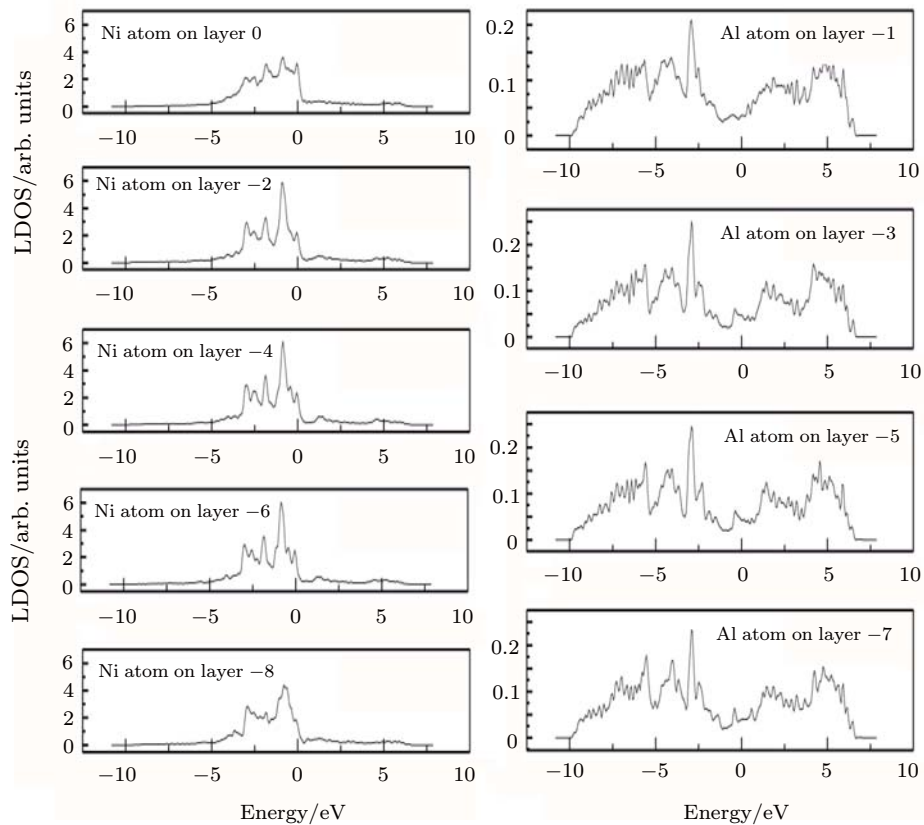 LDOS/arb. units
LDOS/arb. units
Ni atom on layer 0
6
4
2
0
−10 −5 0 5 10
Ni atom on layer −2
6
4
2
0
−10 −5 0 5 10
Ni atom on layer −4
6
4
2
0
−10 −5 0 5 10
Ni atom on layer −6
6
4
2
0
−10 −5 0 5 10
Ni atom on layer −8
6
4
2
0
−10 −5 0 5 10
Energy/eV
Al atom on layer −1
0.2
0.1
0
−10 −5 0 5 10
Al atom on layer −3
0.2
0.1
0
−10 −5 0 5 10
Al atom on layer −5
0.2
0.1
0
−10 −5 0 5 10
Al atom on layer −7
0.2
0.1
0
−10 −5 0 5 10
Energy/eV